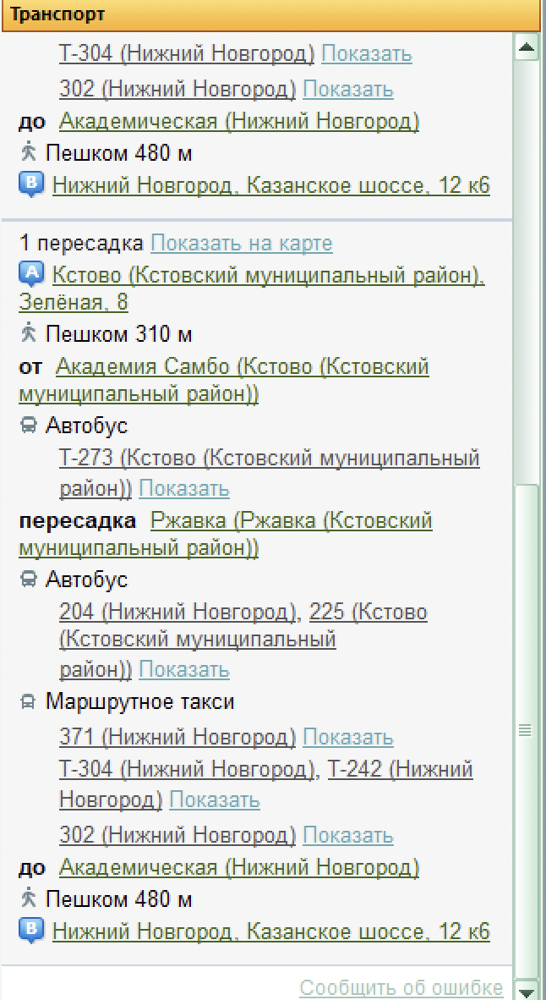 Транспорт
Т-304 (Нижний Новгород) Показать
302 (Нижний Новгород) Показать
до Академическая (Нижний Новгород)
Пешком 480 м
B Нижний Новгород, Казанское шоссе, 12 к6
1 пересадка Показать на карте
A Кстово (Кстовский муниципальный район),
Зелёная, 8
Пешком 310 м
от Академия Самбо (Кстово (Кстовский
муниципальный район))
Автобус
Т-273 (Кстово (Кстовский муниципальный
район)) Показать
пересадка Ржавка (Ржавка (Кстовский
муниципальный район))
Автобус
204 (Нижний Новгород), 225 (Кстово
(Кстовский муниципальный
район)) Показать
Маршрутное такси
371 (Нижний Новгород) Показать
Т-304 (Нижний Новгород), Т-242 (Нижний
Новгород) Показать
302 (Нижний Новгород) Показать
до Академическая (Нижний Новгород)
Пешком 480 м
B Нижний Новгород, Казанское шоссе, 12 к6
Сообщить об ошибке